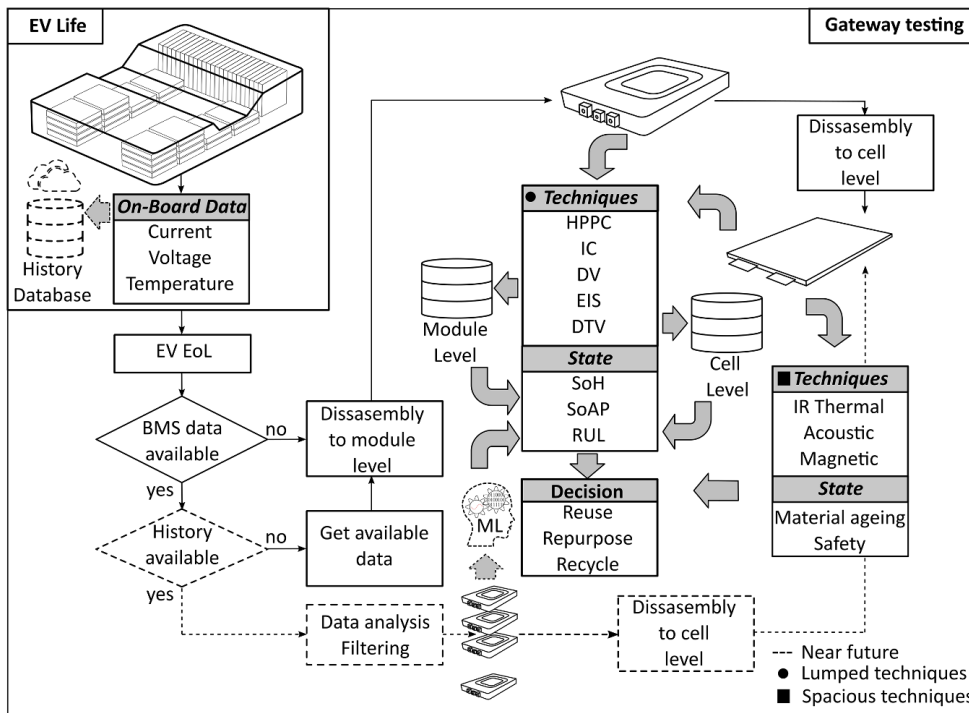 EV Life
Gateway testing
On-Board Data
Current
Voltage
Temperature
History
Database
EV EoL
BMS data
available
no
yes
History
available
no
yes
Dissasembly
to module
level
Get available
data
Data analysis
Filtering
Techniques
HPPC
IC
DV
EIS
DTV
State
SoH
SoAP
RUL
Module
Level
Cell
Level
ML
Decision
Reuse
Repurpose
Recycle
Dissasembly
to cell
level
Techniques
IR Thermal
Acoustic
Magnetic
State
Material ageing
Safety
Dissasembly
to cell
level
Near future
Lumped techniques
Spacious techniques